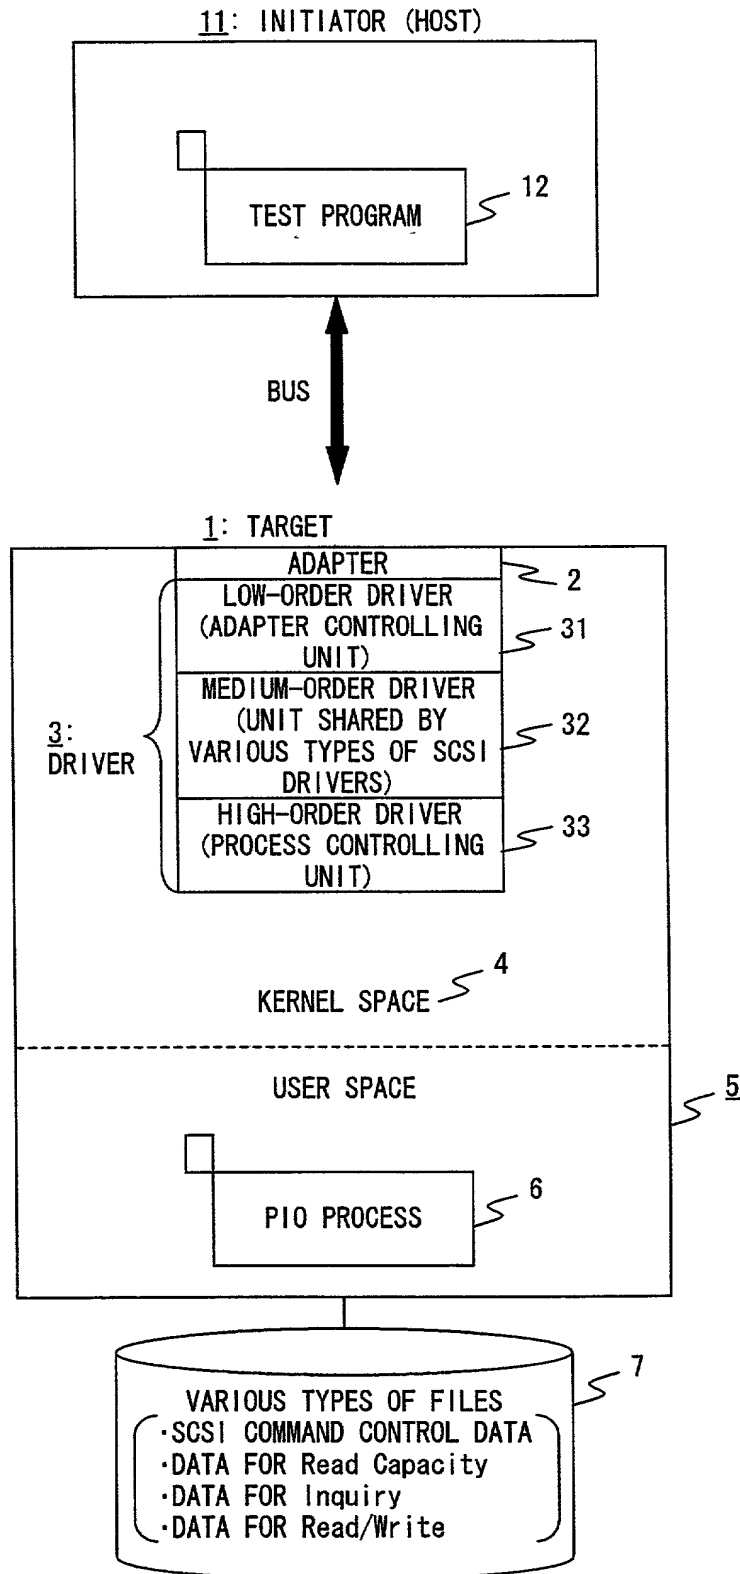 11: INITIATOR (HOST)
12
TEST PROGRAM
BUS
1: TARGET
ADAPTER
2
LOW-ORDER DRIVER
(ADAPTER CONTROLLING
UNIT)
31
MEDIUM-ORDER DRIVER
(UNIT SHARED BY
VARIOUS TYPES OF SCSI
DRIVERS)
32
3:
DRIVER
HIGH-ORDER DRIVER
(PROCESS CONTROLLING
UNIT)
33
4
KERNEL SPACE
USER SPACE
5
6
PIO PROCESS
7
VARIOUS TYPES OF FILES
·SCSI COMMAND CONTROL DATA
·DATA FOR Read Capacity
·DATA FOR Inquiry
·DATA FOR Read/Write